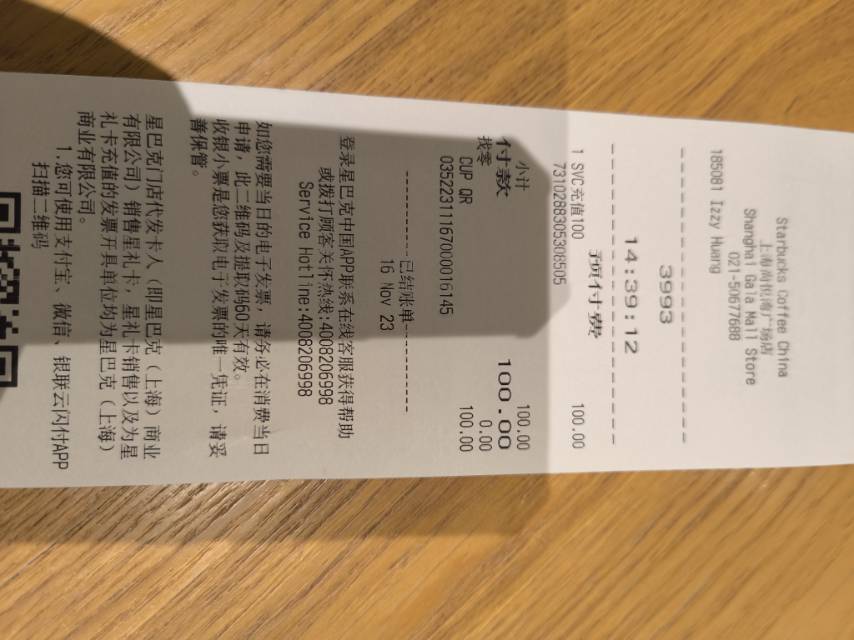 Starbucks Coffee China
上海尚悦湾广场店
Shanghai Gala Mall Store
021-50677688
185081 Izzy Huang
3993
14:39:12
预付费
1 SVC充值100 100.00
7310288305308505
小计 100.00
付款 100.00
找零 0.00
CUP QR 100.00
0352231116700001​6145
已结账单
16 Nov 23
登录星巴克中国APP联系在线客服获得帮助
或拨打顾客关怀热线:4008206998
Service Hotline:4008206998
如您需要当日的电子发票，请务必在消费当日
申请，此二维码及提取码60天有效。
收银小票是您获取电子发票的唯一凭证，请妥
善保管。
星巴克门店代发卡人（即星巴克（上海）商业
有限公司）销售星礼卡，星礼卡销售以及为星
礼卡充值的发票开具单位均为星巴克（上海）
商业有限公司。
1.您可使用支付宝、微信、银联云闪付APP
扫描二维码